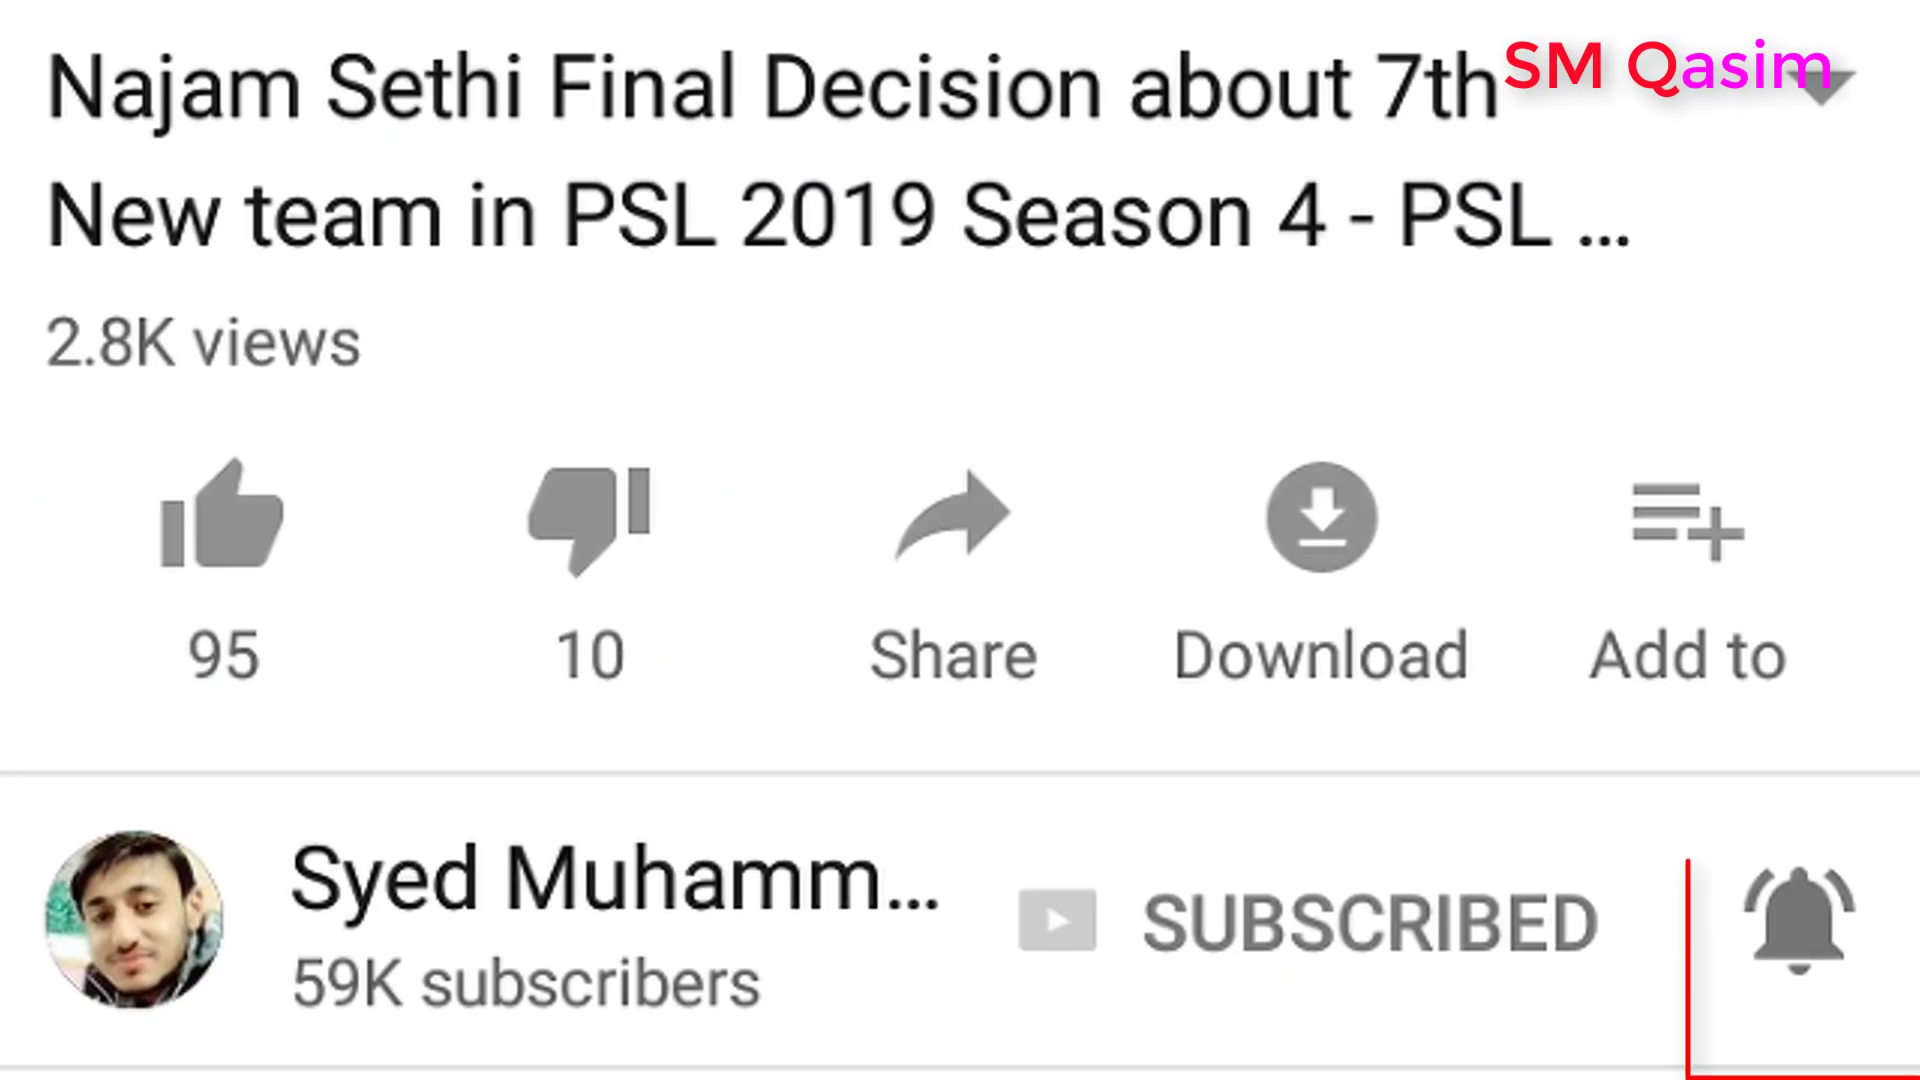 Najam Sethi Final Decision about 7th
SM Qasim
New team in PSL 2019 Season 4 - PSL ...
2.8K views
95
10
Share
Download
Add to
Syed Muhamm...
SUBSCRIBED
59K subscribers